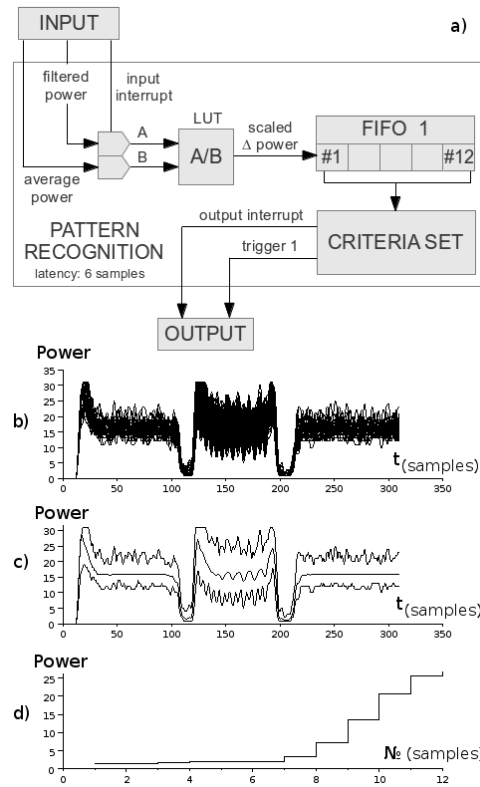 INPUT
a)
filtered
power
input
interrupt
LUT
A
B
A/B
scaled
Δ power
FIFO 1
#1
#12
average
power
output interrupt
trigger 1
CRITERIA SET
PATTERN
RECOGNITION
latency: 6 samples
OUTPUT
Power
b)
35
30
25
20
15
10
5
0
t(samples)
0 50 100 150 200 250 300 350
Power
c)
30
25
20
15
10
5
0
t(samples)
0 50 100 150 200 250 300 350
Power
d)
25
20
15
10
5
0
№ (samples)
0 2 4 6 8 10 12